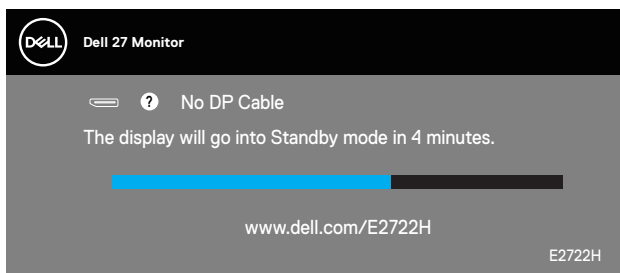 DELL
Dell 27 Monitor
? No DP Cable
The display will go into Standby mode in 4 minutes.
www.dell.com/E2722H
E2722H